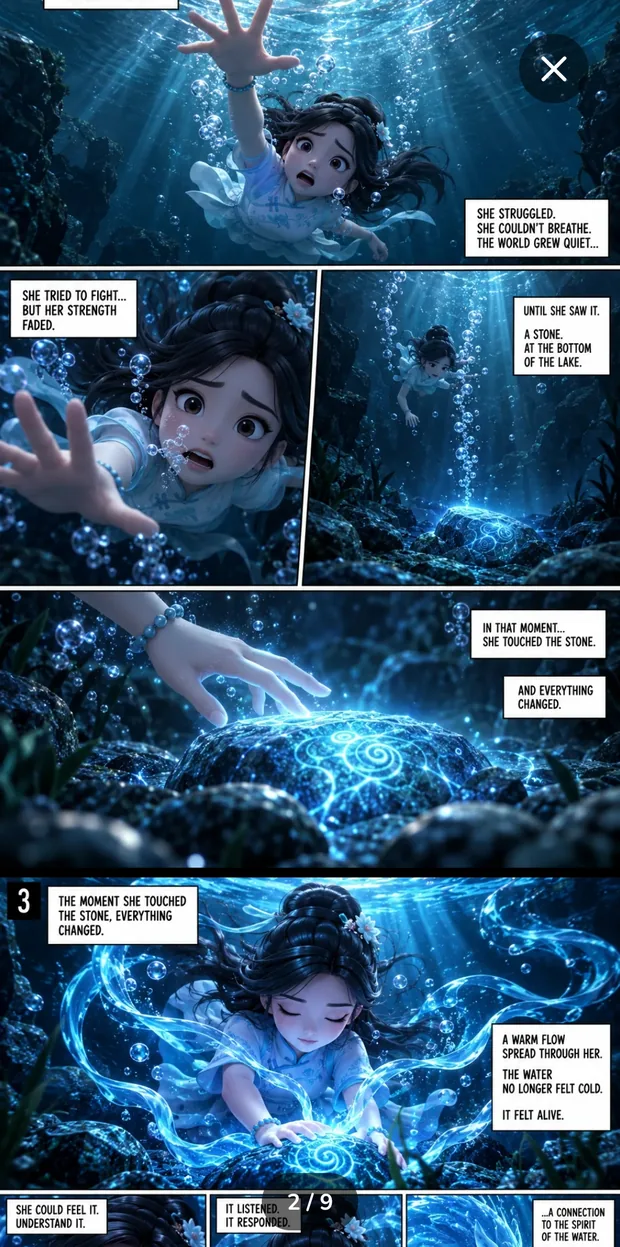 SHE STRUGGLED.
SHE COULDN'T BREATHE.
THE WORLD GREW QUIET...
SHE TRIED TO FIGHT...
BUT HER STRENGTH
FADED.
UNTIL SHE SAW IT.
A STONE.
AT THE BOTTOM
OF THE LAKE.
IN THAT MOMENT...
SHE TOUCHED THE STONE.
AND EVERYTHING
CHANGED.
3
THE MOMENT SHE TOUCHED
THE STONE, EVERYTHING
CHANGED.
A WARM FLOW
SPREAD THROUGH HER.
THE WATER
NO LONGER FELT COLD.
IT FELT ALIVE.
SHE COULD FEEL IT.
UNDERSTAND IT.
IT LISTENED.
IT RESPONDED.
2 / 9
...A CONNECTION
TO THE SPIRIT
OF THE WATER.